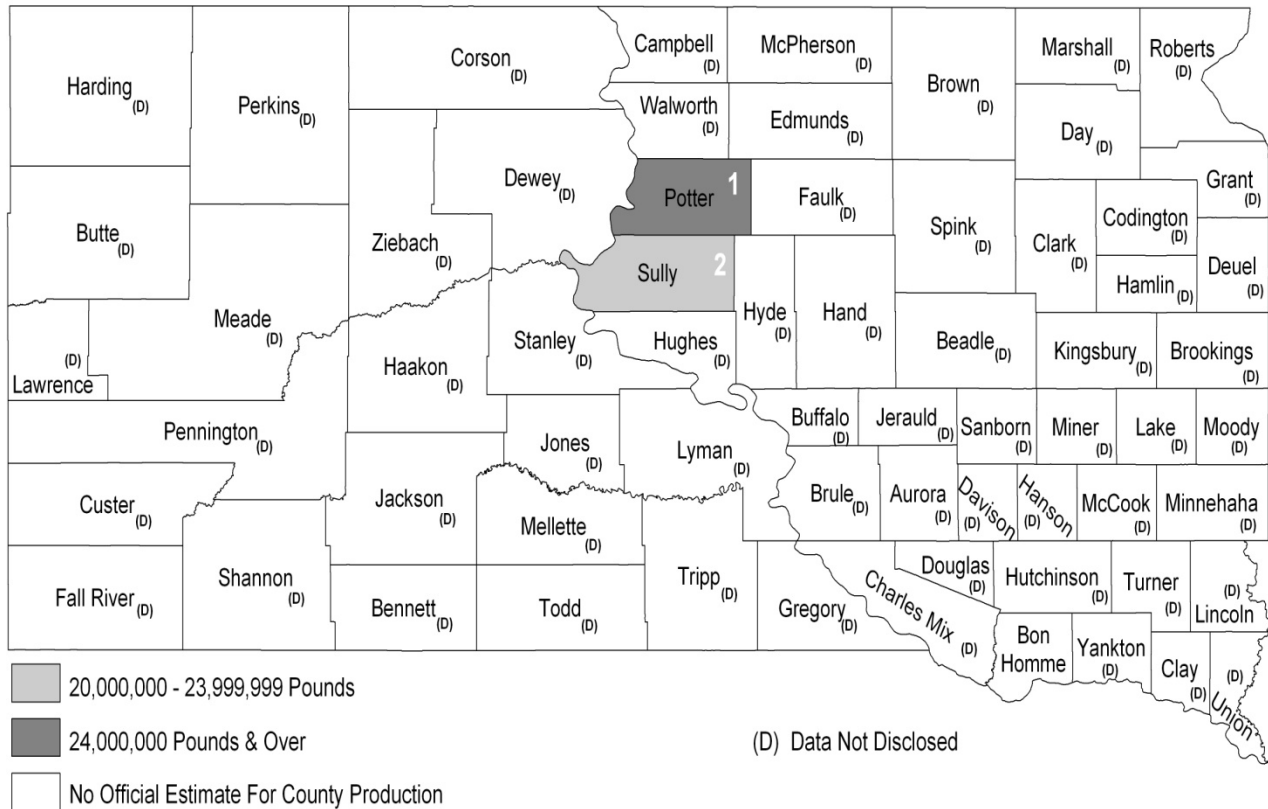 Harding
(D)
Perkins
(D)
Corson
(D)
Campbell
(D)
McPherson
(D)
Brown
(D)
Marshall
(D)
Roberts
(D)
Walworth
(D)
Edmunds
(D)
Day
(D)
Butte
(D)
Ziebach
(D)
Dewey
(D)
Potter
1
Faulk
(D)
Spink
(D)
Clark
(D)
Codington
(D)
Grant
(D)
Hamlin
(D)
Deuel
(D)
Sully
2
(D)
Lawrence
Meade
(D)
Haakon
(D)
Stanley
(D)
Hughes
(D)
Hyde
(D)
Hand
(D)
Beadle
(D)
Kingsbury
(D)
Brookings
(D)
Pennington
(D)
Jones
(D)
Lyman
(D)
Buffalo
(D)
Jerauld
(D)
Sanborn
(D)
Miner
(D)
Lake
(D)
Moody
(D)
Custer
(D)
Jackson
(D)
Mellette
(D)
Brule
(D)
Aurora
(D)
Davison
(D)
Hanson
(D)
McCook
(D)
Minnehaha
(D)
Fall River
(D)
Shannon
(D)
Bennett
(D)
Todd
(D)
Tripp
(D)
Gregory
(D)
Charles Mix
(D)
Douglas
(D)
Hutchinson
(D)
Turner
(D)
(D)
Lincoln
Bon
Homme
Yankton
(D)
Clay
(D)
(D)
Union
20,000,000 - 23,999,999 Pounds
24,000,000 Pounds & Over
(D) Data Not Disclosed
No Official Estimate For County Production